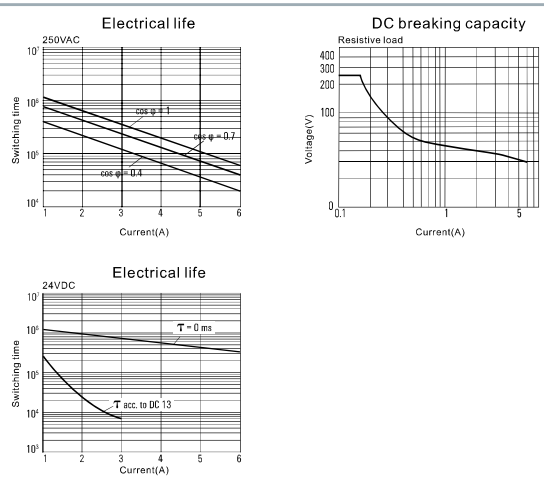 Electrical life
250VAC
10⁷
10⁶
10⁵
10⁴
Switching time
cos φ = 1
cos φ = 0.7
cos φ = 0.4
1 2 3 4 5 6
Current(A)
DC breaking capacity
Resistive load
400
300
200
100
0
Voltage(V)
0.1 1 5
Current(A)
Electrical life
24VDC
10⁷
10⁶
10⁵
10⁴
10³
Switching time
τ = 0 ms
τ acc. to DC 13
1 2 3 4 5 6
Current(A)